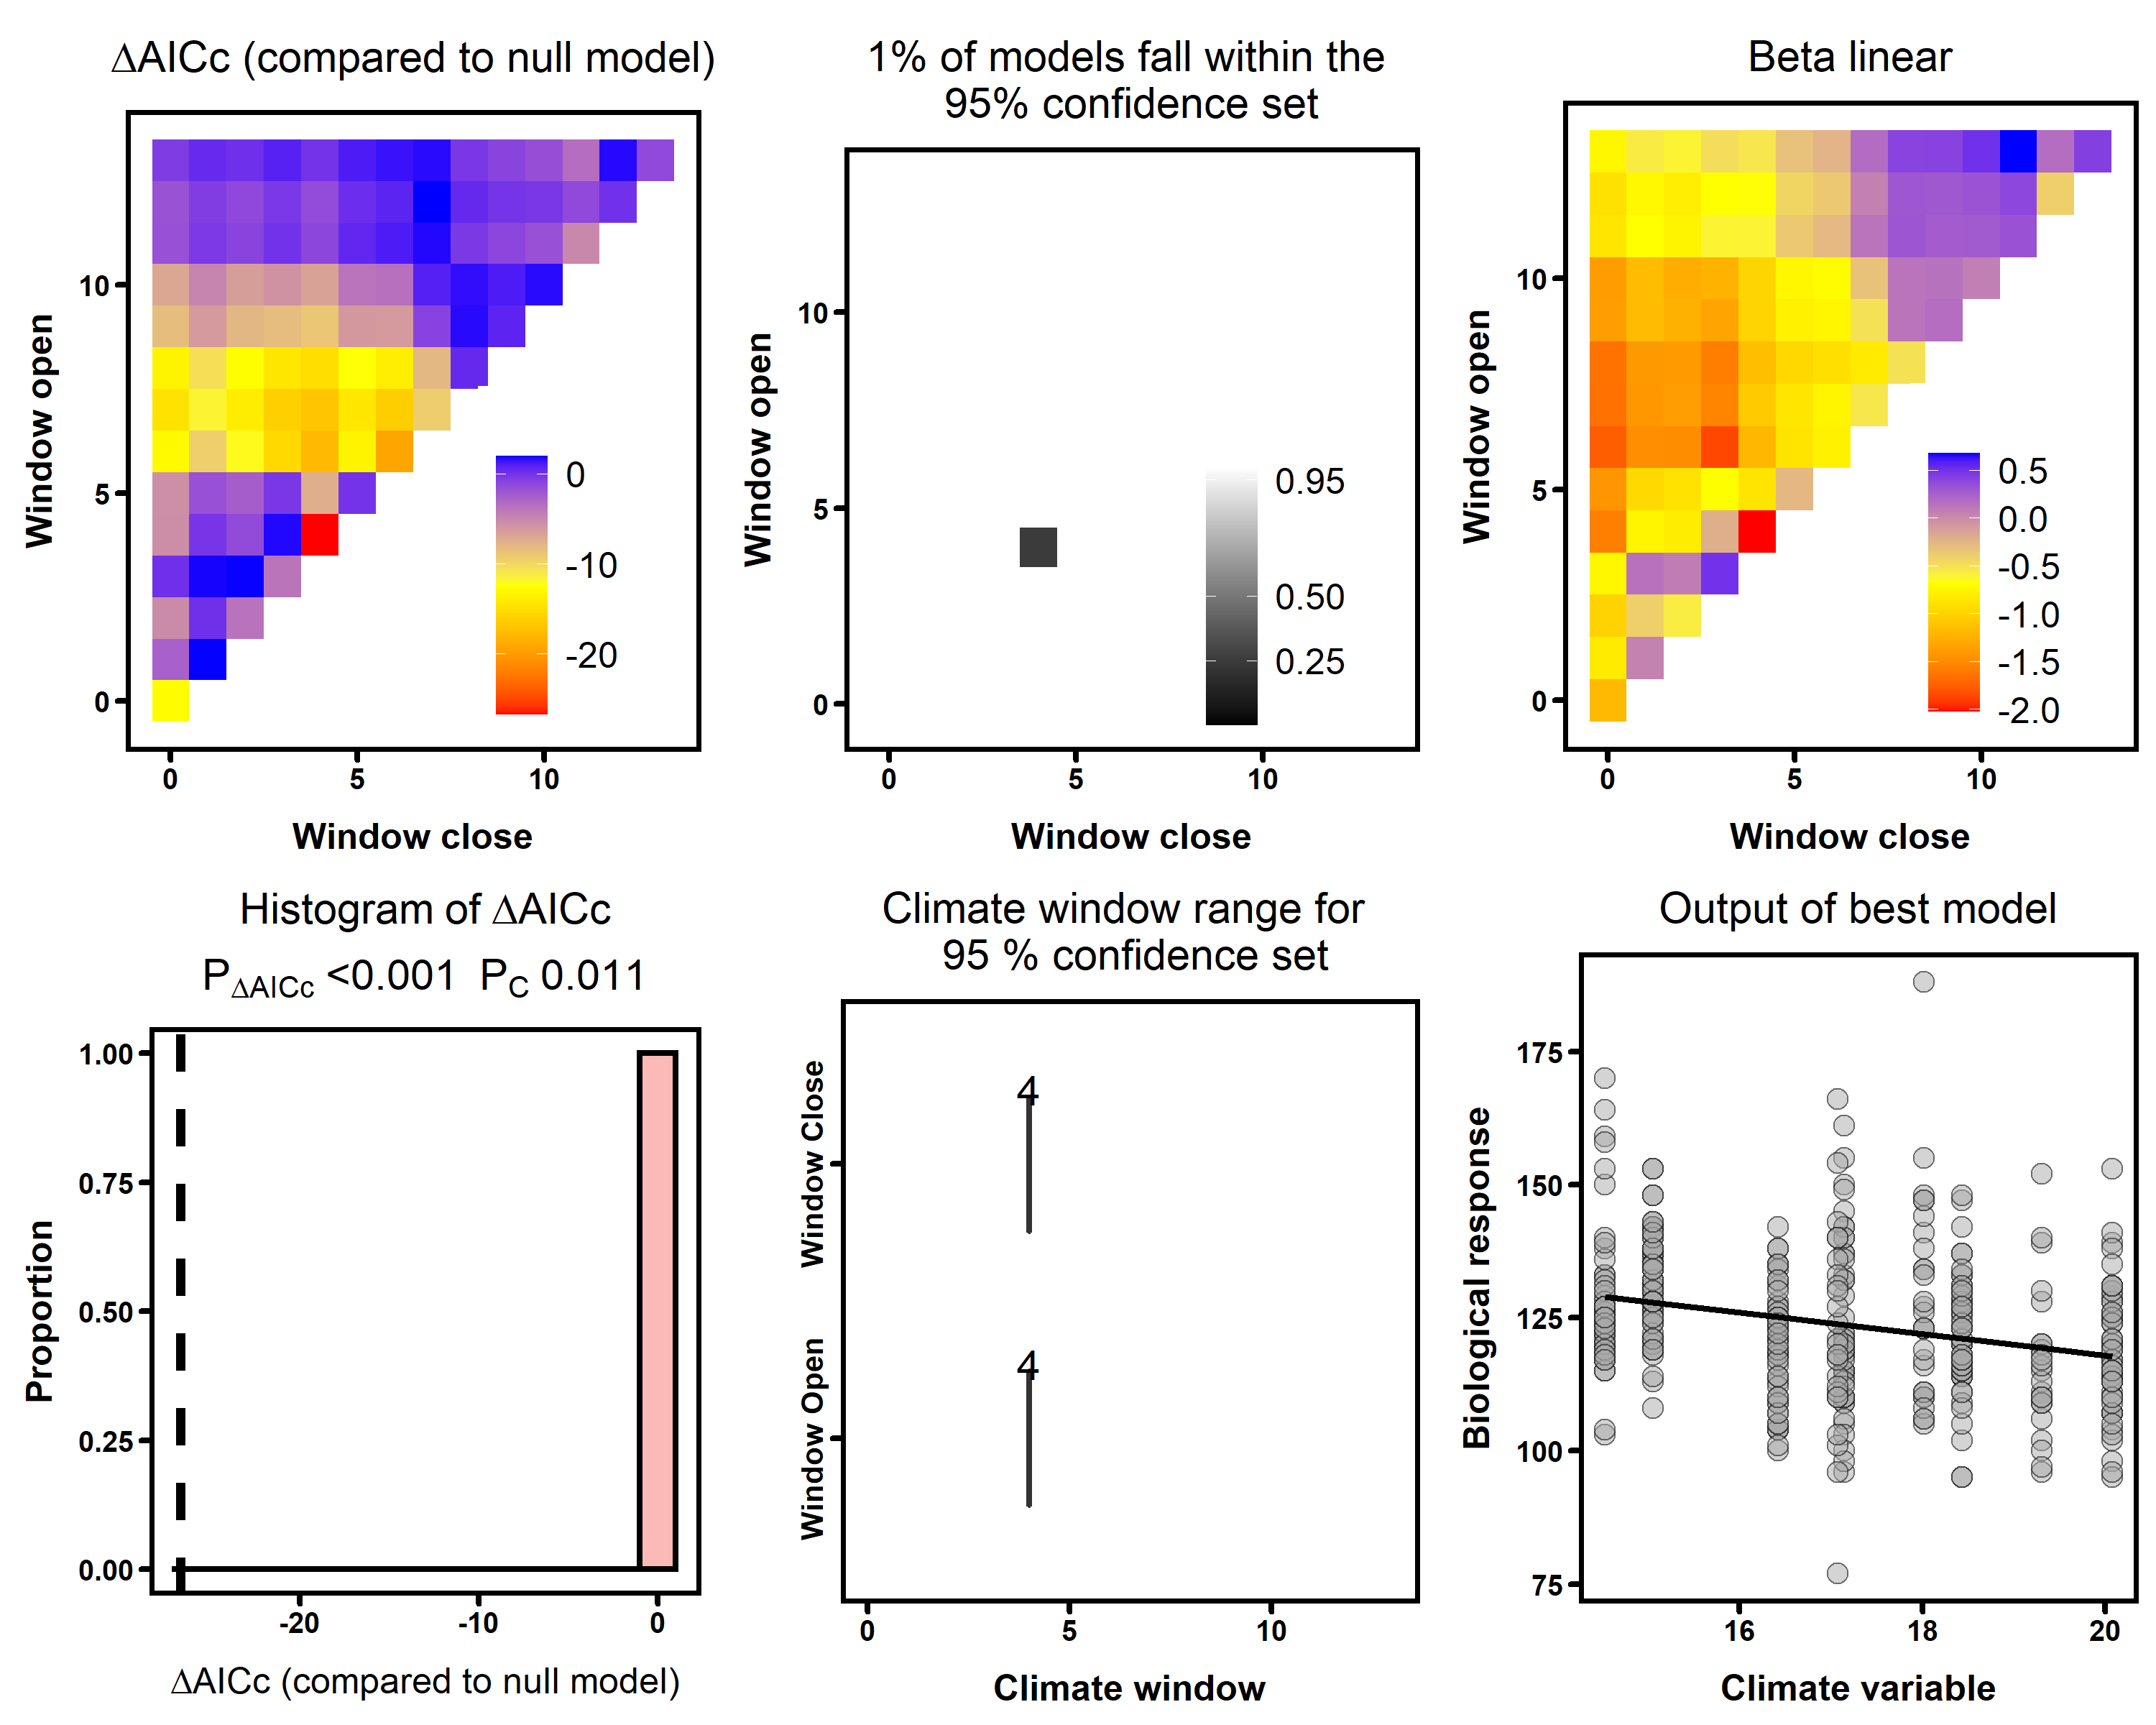 ΔAICc (compared to null model)
Window open
10
5
0
0
-10
-20
0
5
10
Window close
1% of models fall within the
95% confidence set
Window open
10
5
0
0.95
0.50
0.25
0
5
10
Window close
Beta linear
Window open
10
5
0
0.5
0.0
-0.5
-1.0
-1.5
-2.0
0
5
10
Window close
Histogram of ΔAICc
PΔAICc <0.001 PC 0.011
Proportion
1.00
0.75
0.50
0.25
0.00
-20
-10
0
ΔAICc (compared to null model)
Climate window range for
95 % confidence set
Window Close
Window Open
4
4
0
5
10
Climate window
Output of best model
Biological response
175
150
125
100
75
16
18
20
Climate variable